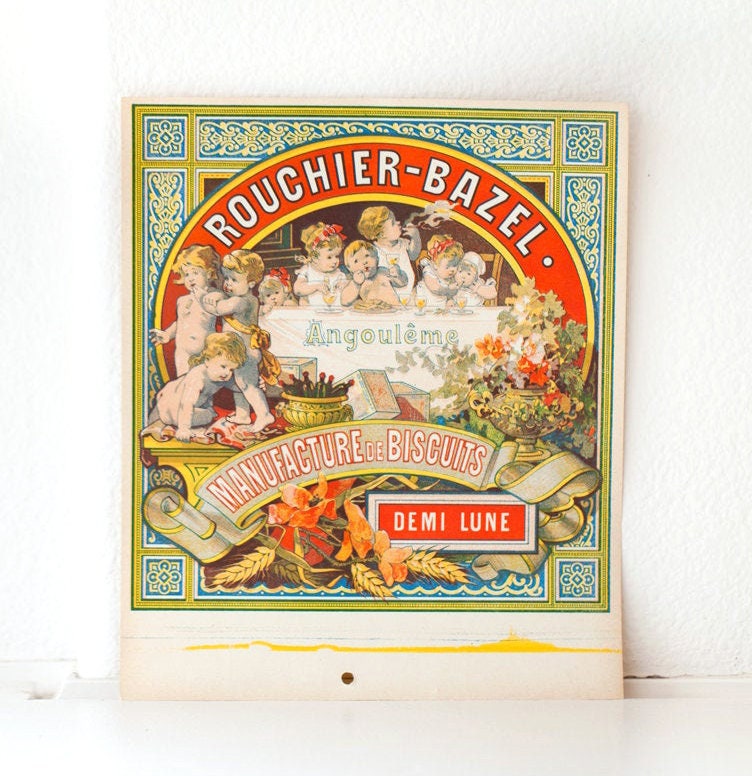 ROUCHIER-BAZEL.
Angoulême
MANUFACTURE DE BISCUITS
DEMI LUNE